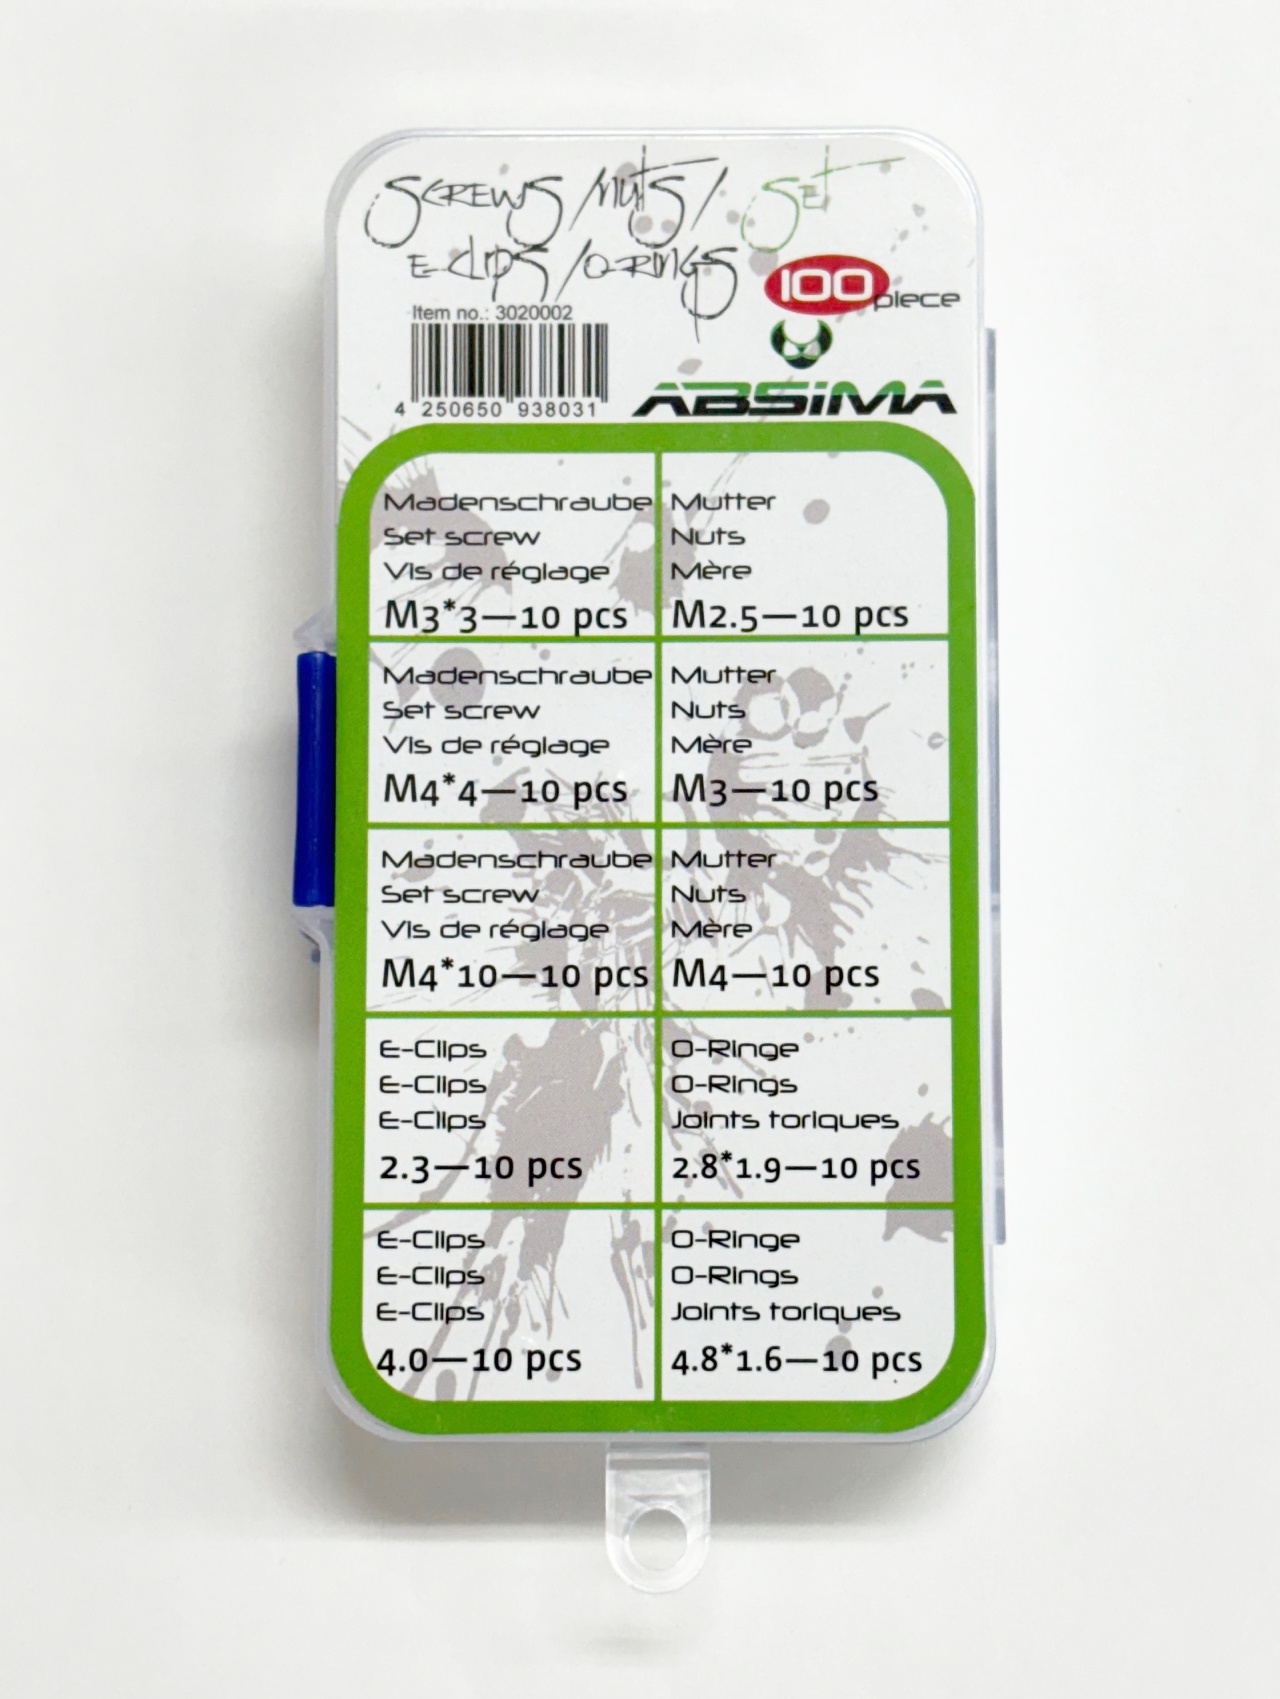 SCREWS/NUTS/ SET
E-CLIPS/O-RINGS
100 piece
Item no.: 3020002
4 250650 938031
ABSiMA
Madenschraube
Set screw
Vis de réglage
M3*3—10 pcs
Mutter
Nuts
Mère
M2.5—10 pcs
Madenschraube
Set screw
Vis de réglage
M4*4—10 pcs
Mutter
Nuts
Mère
M3—10 pcs
Madenschraube
Set screw
Vis de réglage
M4*10—10 pcs
Mutter
Nuts
Mère
M4—10 pcs
E-Clips
E-Clips
E-Clips
2.3—10 pcs
O-Ringe
O-Rings
Joints toriques
2.8*1.9—10 pcs
E-Clips
E-Clips
E-Clips
4.0—10 pcs
O-Ringe
O-Rings
Joints toriques
4.8*1.6—10 pcs